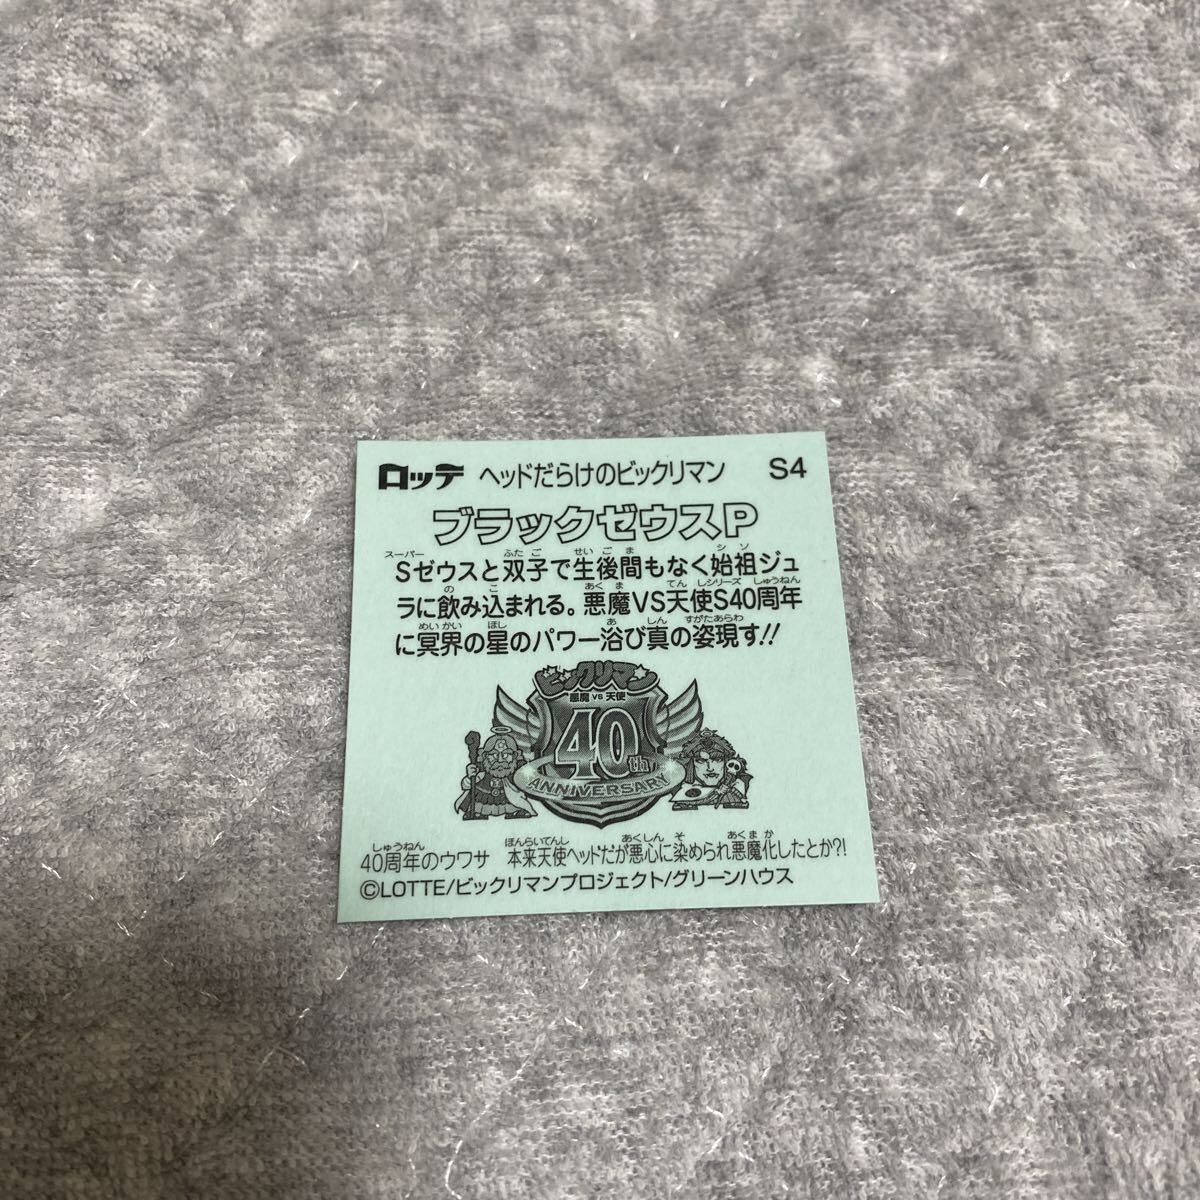 ロッテ ヘッドだらけのビックリマン S4
ブラックゼウスP
スーパー ふたご せいごま シソ
Sゼウスと双子で生後間もなく始祖ジュ
のこ あくま てんしシリーズ しゅうねん
ラに飲み込まれる。悪魔VS天使S40周年
めいかい ほし あ しん すがたあらわ
に冥界の星のパワー浴び真の姿現す!!
ビックリマン
悪魔 VS 天使
40th
ANNIVERSARY
しゅうねん ほんらいてんし あくしん そ あくまか
40周年のウワサ 本来天使ヘッドだが悪心に染められ悪魔化したとか?!
©LOTTE/ビックリマンプロジェクト/グリーンハウス